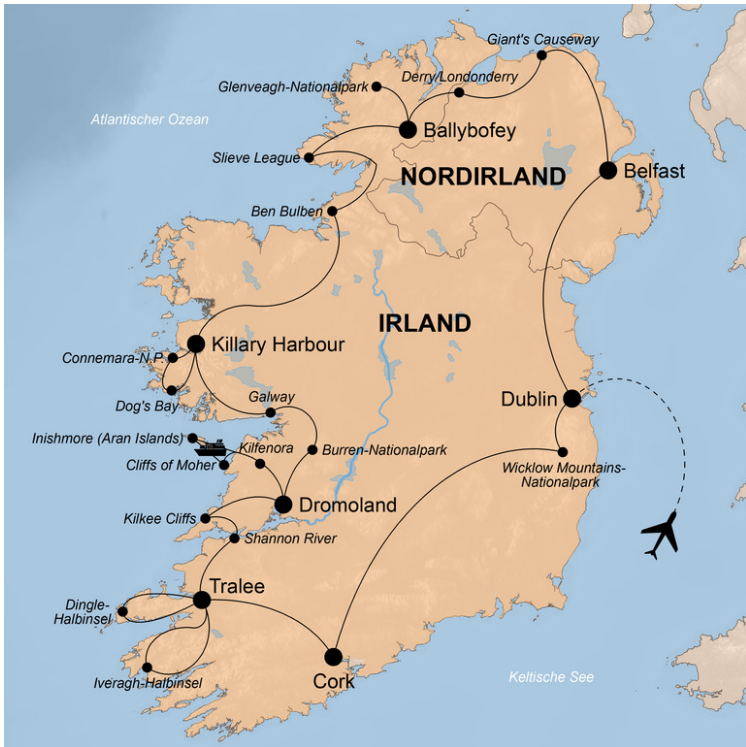 Giant's Causeway
Derry/Londonderry
Glenveagh-Nationalpark
Atlantischer Ozean
Ballybofey
Slieve League
NORDIRLAND
Belfast
Ben Bulben
IRLAND
Killary Harbour
Connemara-N.P.
Galway
Dublin
Dog's Bay
Inishmore (Aran Islands)
Kilfenora
Burren-Nationalpark
Cliffs of Moher
Wicklow Mountains-
Nationalpark
Dromoland
Kilkee Cliffs
Shannon River
Tralee
Dingle-
Halbinsel
Iveragh-Halbinsel
Cork
Keltische See